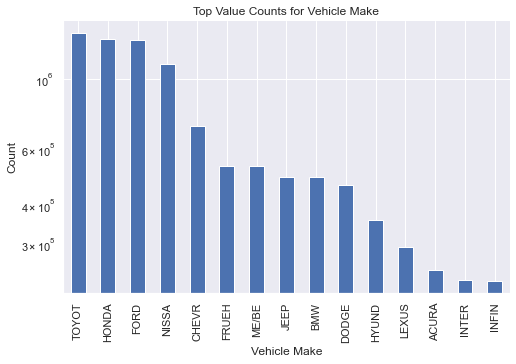 Top Value Counts for Vehicle Make
Count
10^6
6 × 10^5
4 × 10^5
3 × 10^5
TOYOT
HONDA
FORD
NISSA
CHEVR
FRUEH
ME/BE
JEEP
BMW
DODGE
HYUND
LEXUS
ACURA
INTER
INFIN
Vehicle Make